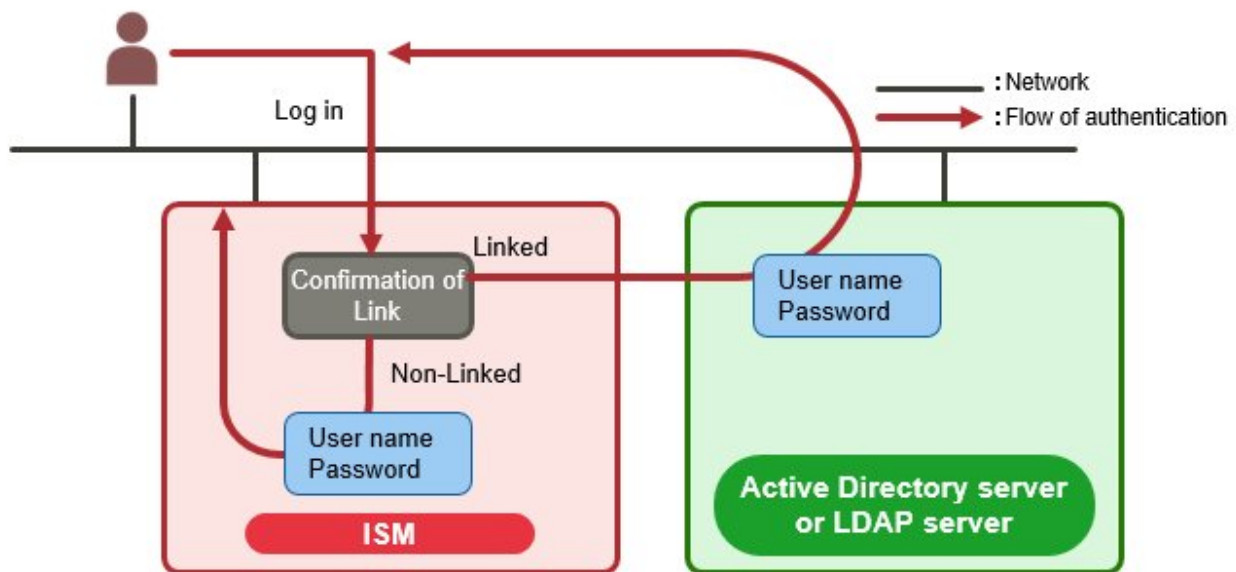 : Network
: Flow of authentication
Log in
Linked
Confirmation of
Link
Non-Linked
User name
Password
ISM
User name
Password
Active Directory server
or LDAP server